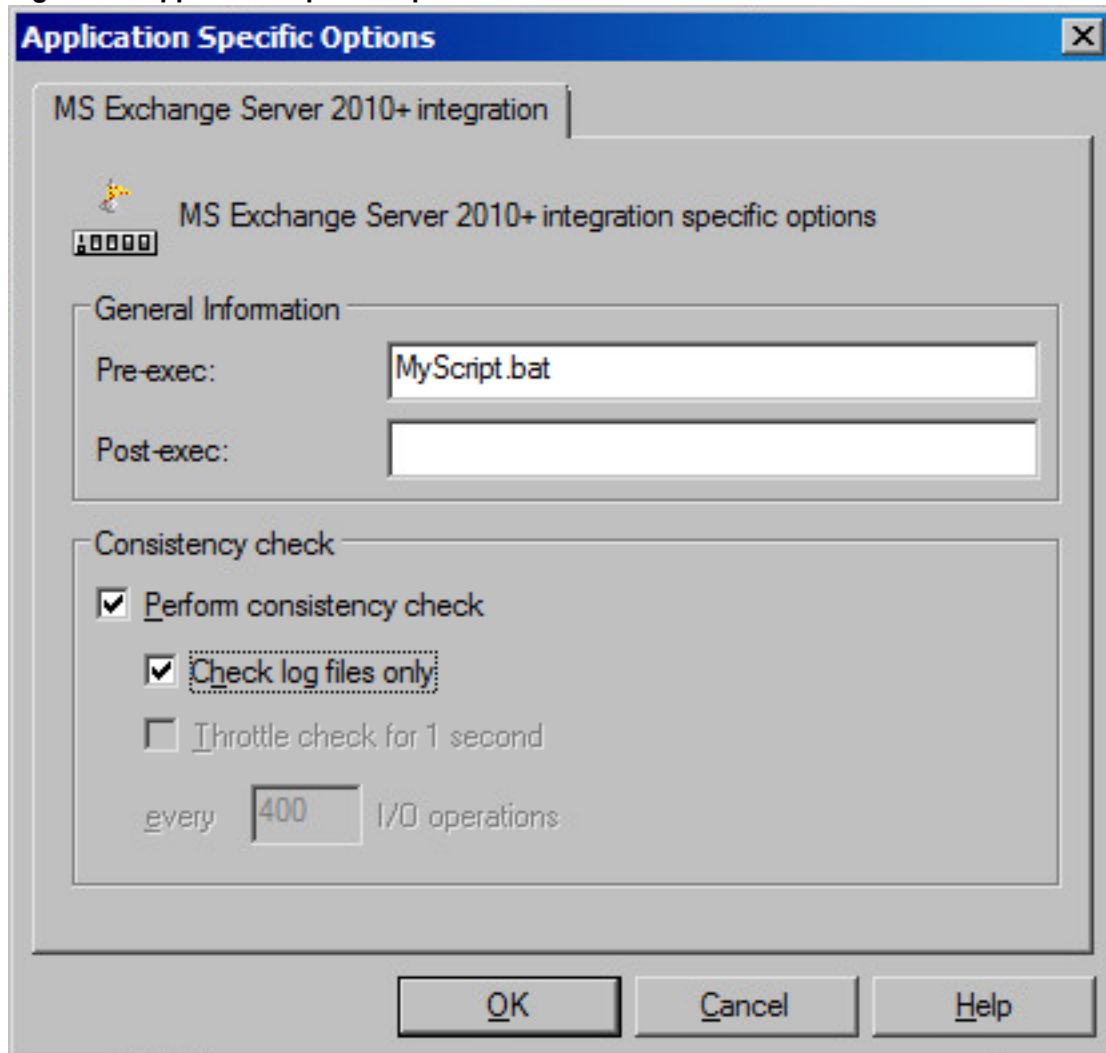 Application Specific Options
MS Exchange Server 2010+ integration
MS Exchange Server 2010+ integration specific options
General Information
Pre-exec: MyScript.bat
Post-exec:
Consistency check
Perform consistency check
Check log files only
Throttle check for 1 second
every 400 I/O operations
OK Cancel Help